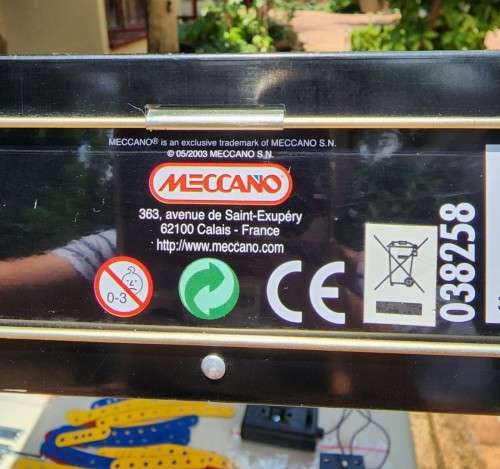 MECCANO® is an exclusive trademark of MECCANO S.N.
© 05/2003 MECCANO S.N.
MECCANO
363, avenue de Saint-Exupéry
62100 Calais - France
http://www.meccano.com
0-3
CE
038258